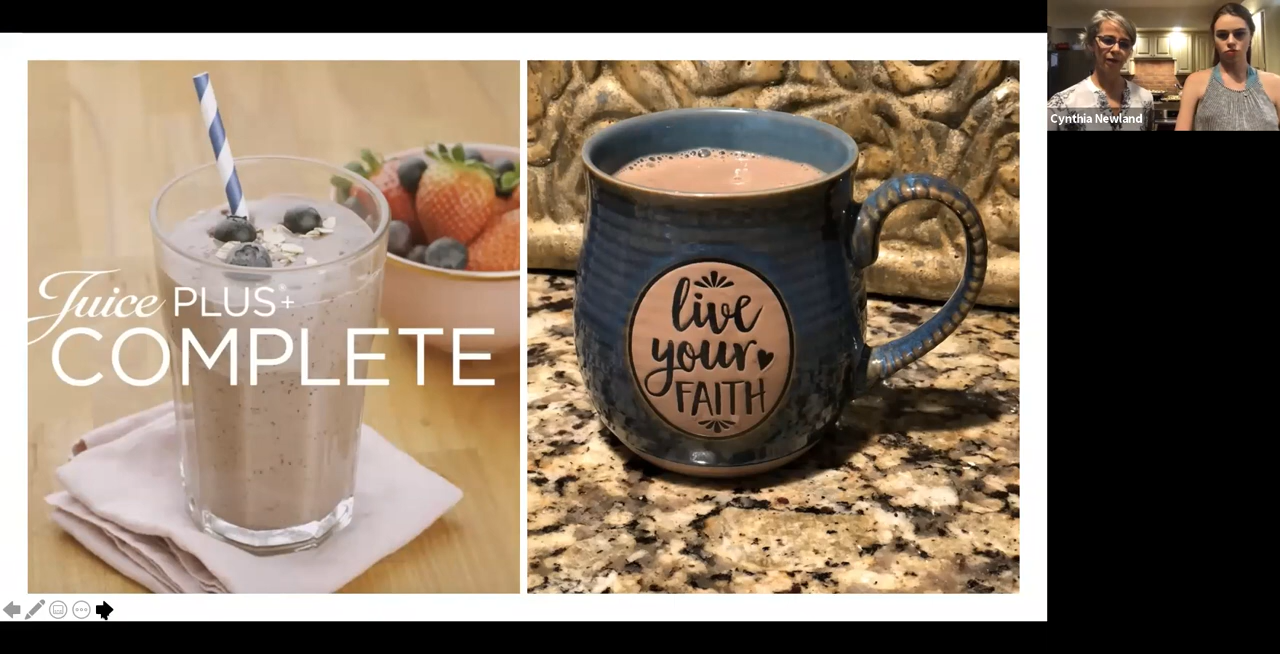 Juice PLUS+®
COMPLETE
live
your
FAITH
Cynthia Newland